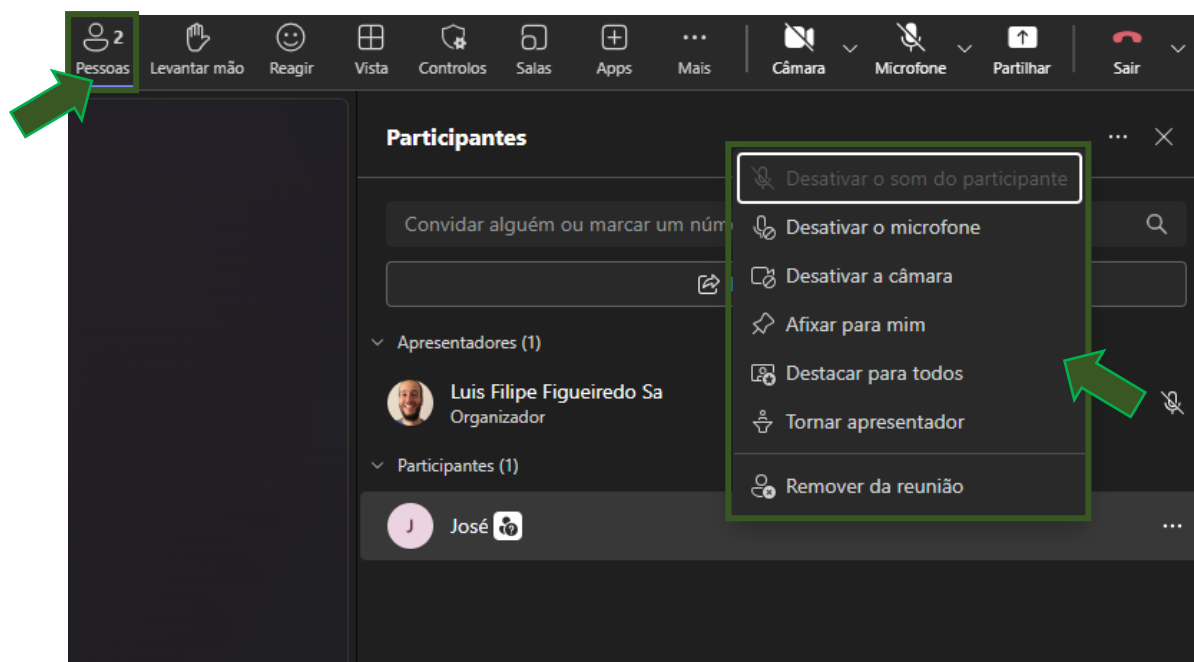 2
Pessoas Levantar mão Reagir Vista Controlos Salas Apps Mais Câmara Microfone Partilhar Sair
Participantes
Desativar o som do participante
Convidar alguém ou marcar um núm
Desativar o microfone
Desativar a câmara
Afixar para mim
Apresentadores (1)
Destacar para todos
Luis Filipe Figueiredo Sa
Organizador
Tornar apresentador
Participantes (1)
Remover da reunião
J José